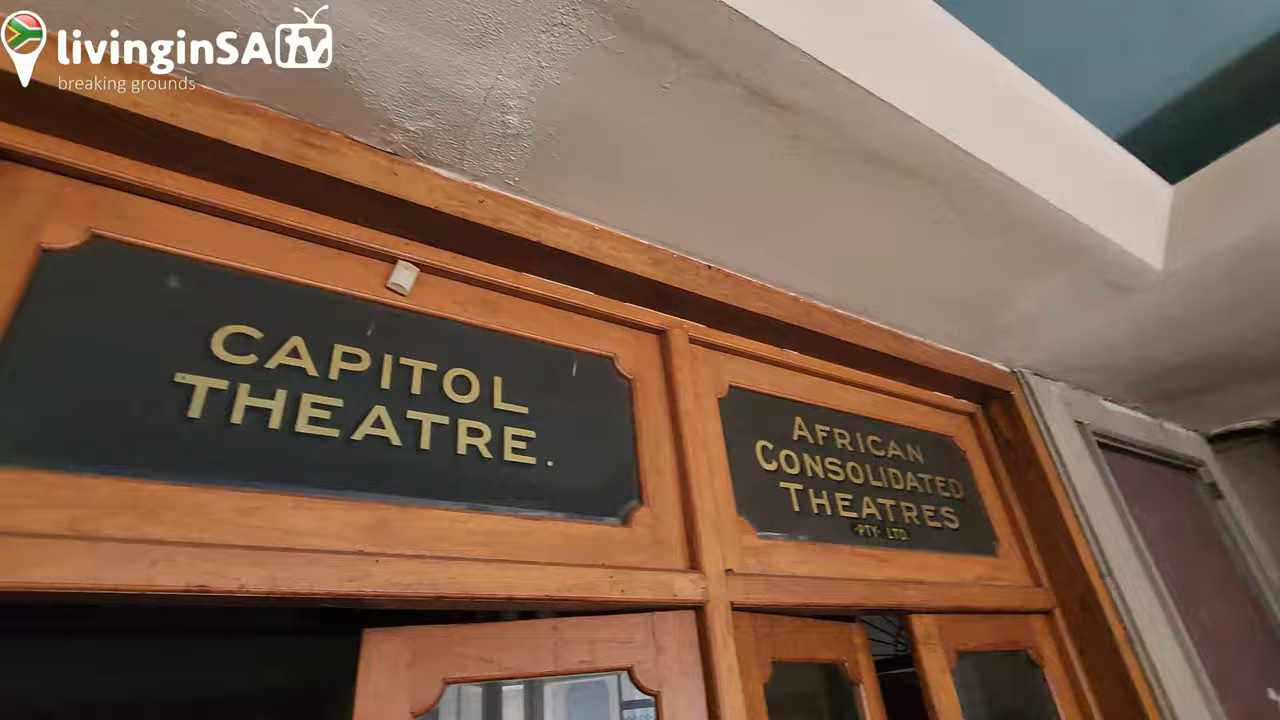 livinginSA tv
breaking grounds
CAPITOL
THEATRE.
AFRICAN
CONSOLIDATED
THEATRES
PTY. LTD.